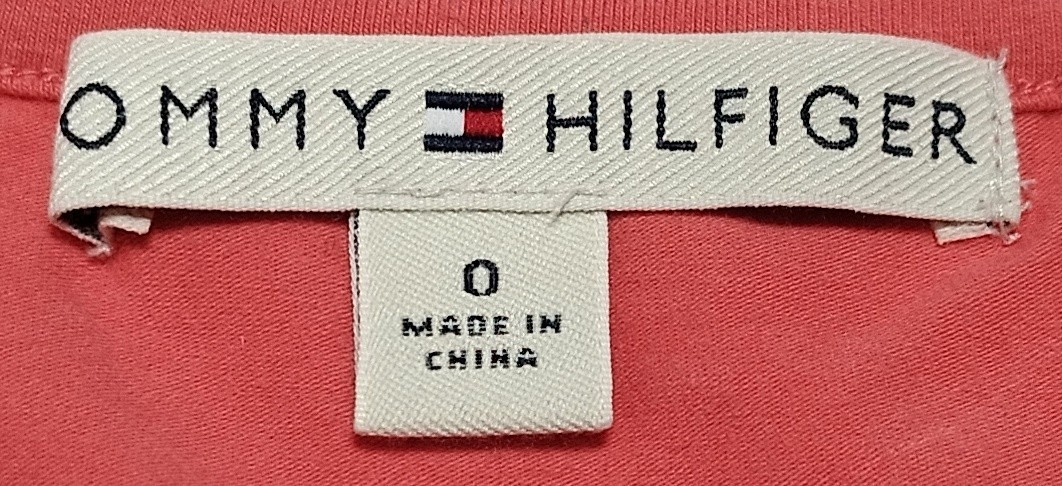 OMMY HILFIGER
0
MADE IN
CHINA